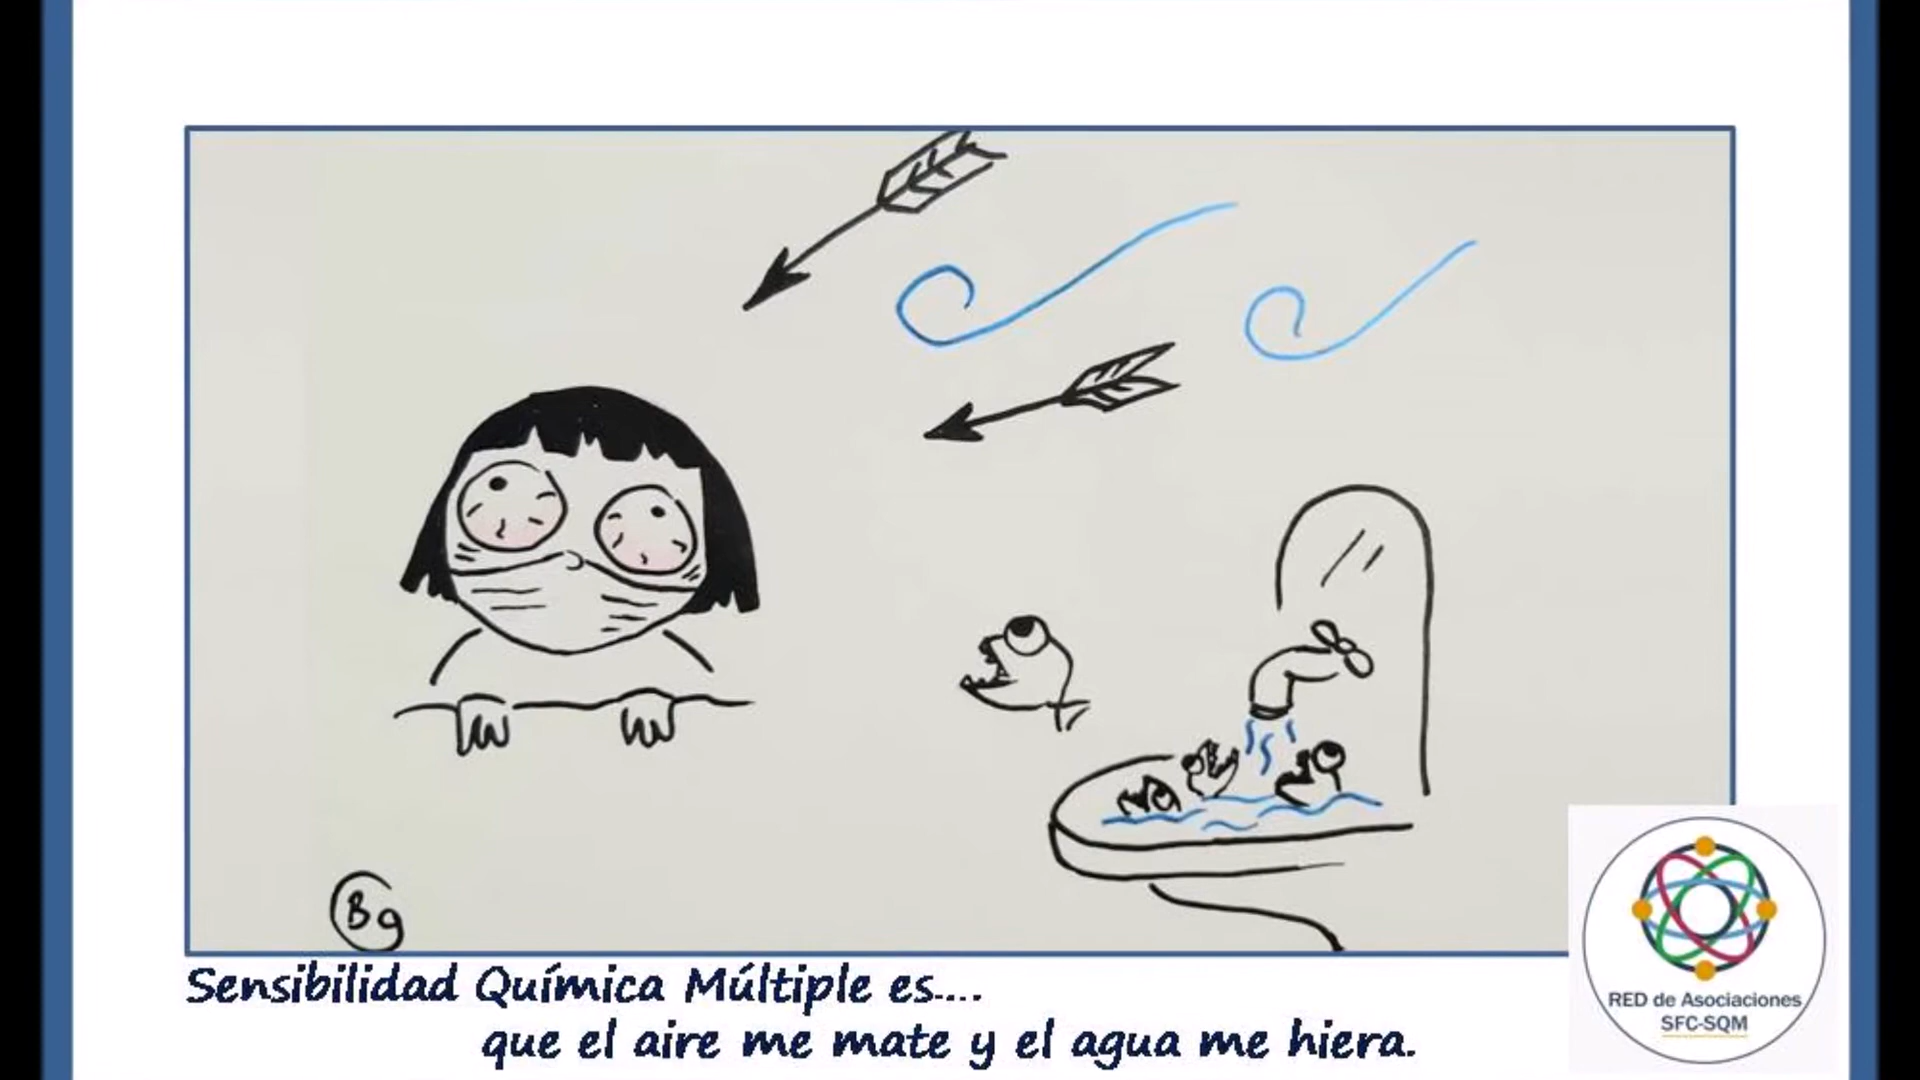 Bg
Sensibilidad Química Múltiple es....
que el aire me mate y el agua me hiera.
RED de Asociaciones
SFC-SQM